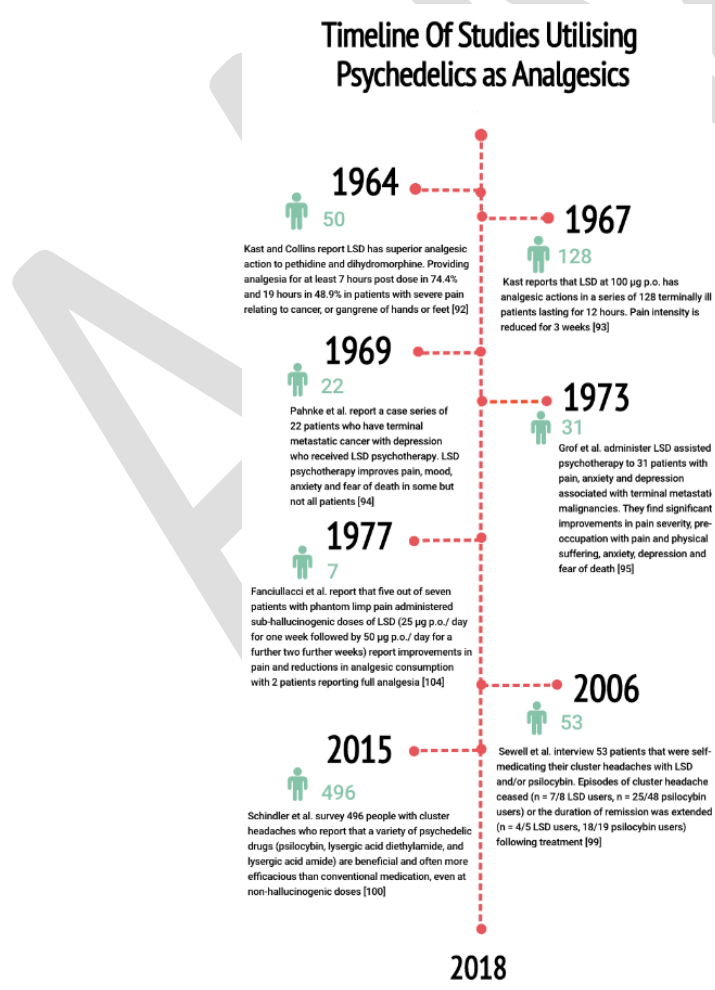 Timeline Of Studies Utilising
Psychedelics as Analgesics
1964
50
Kast and Collins report LSD has superior analgesic
action to pethidine and dihydromorphine. Providing
analgesia for at least 7 hours post dose in 74.4%
and 19 hours in 48.9% in patients with severe pain
relating to cancer, or gangrene of hands or feet [92]
1967
128
Kast reports that LSD at 100 µg p.o. has
analgesic actions in a series of 128 terminally ill
patients lasting for 12 hours. Pain intensity is
reduced for 3 weeks [93]
1969
22
Pahnke et al. report a case series of
22 patients who have terminal
metastatic cancer with depression
who received LSD psychotherapy. LSD
psychotherapy improves pain, mood,
anxiety and fear of death in some but
not all patients [94]
1973
31
Grof et al. administer LSD assisted
psychotherapy to 31 patients with
pain, anxiety and depression
associated with terminal metastati
malignancies. They find significant
improvements in pain severity, pre-
occupation with pain and physical
suffering, anxiety, depression and
fear of death [95]
1977
7
Fanciullacci et al. report that five out of seven
patients with phantom limp pain administered
sub-hallucinogenic doses of LSD (25 µg p.o./ day
for one week followed by 50 µg p.o./ day for a
further two further weeks) report improvements in
pain and reductions in analgesic consumption
with 2 patients reporting full analgesia [104]
2006
53
Sewell et al. interview 53 patients that were self-
medicating their cluster headaches with LSD
and/or psilocybin. Episodes of cluster headache
ceased (n = 7/8 LSD users, n = 25/48 psilocybin
users) or the duration of remission was extended
(n = 4/5 LSD users, 18/19 psilocybin users)
following treatment [99]
2015
496
Schindler et al. survey 496 people with cluster
headaches who report that a variety of psychedelic
drugs (psilocybin, lysergic acid diethylamide, and
lysergic acid amide) are beneficial and often more
efficacious than conventional medication, even at
non-hallucinogenic doses [100]
2018